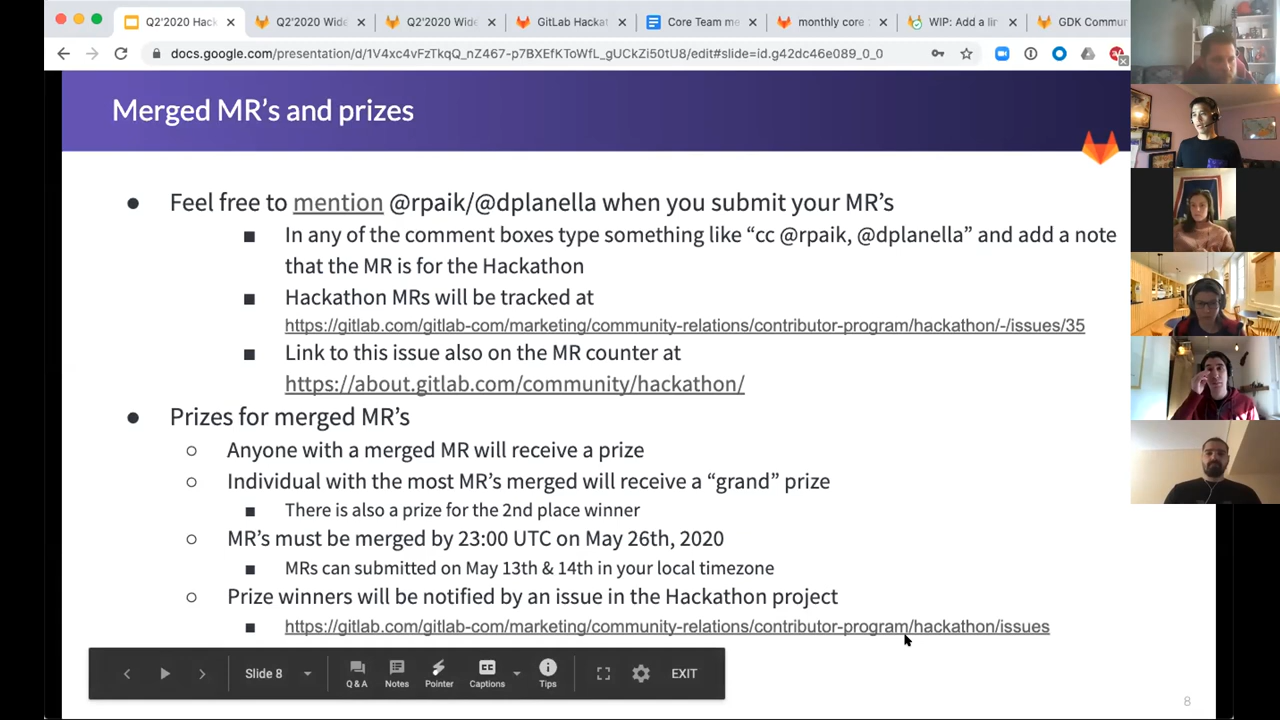 Q2'2020 Hack
Q2'2020 Wide
Q2'2020 Wide
GitLab Hackat
Core Team me
monthly core
WIP: Add a lin
GDK Commu
docs.google.com/presentation/d/1V4xc4vFzTkqQ_nZ467-p7BXEfKToWfL_gUCkZi50tU8/edit#slide=id.g42dc46e089_0_0
Merged MR's and prizes
● Feel free to mention @rpaik/@dplanella when you submit your MR's
■ In any of the comment boxes type something like “cc @rpaik, @dplanella” and add a note
that the MR is for the Hackathon
■ Hackathon MRs will be tracked at
https://gitlab.com/gitlab-com/marketing/community-relations/contributor-program/hackathon/-/issues/35
■ Link to this issue also on the MR counter at
https://about.gitlab.com/community/hackathon/
● Prizes for merged MR's
○ Anyone with a merged MR will receive a prize
○ Individual with the most MR's merged will receive a “grand” prize
■ There is also a prize for the 2nd place winner
○ MR's must be merged by 23:00 UTC on May 26th, 2020
■ MRs can submitted on May 13th & 14th in your local timezone
○ Prize winners will be notified by an issue in the Hackathon project
■ https://gitlab.com/gitlab-com/marketing/community-relations/contributor-program/hackathon/issues
Slide 8
Q & A
Notes
Pointer
CC
Captions
Tips
EXIT
8